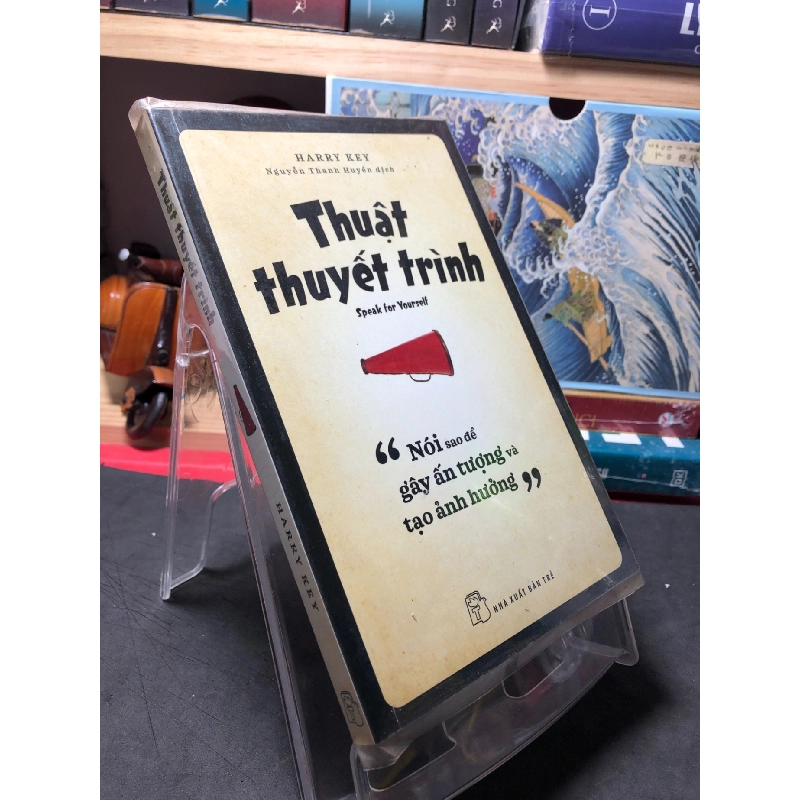 HARRY KEY
Nguyễn Thanh Huyền dịch
Thuật
thuyết trình
Speak for Yourself
“ Nói sao để
gây ấn tượng và
tạo ảnh hưởng ”
NHÀ XUẤT BẢN TRẺ
Thuật thuyết trình
HARRY KEY
I
DK